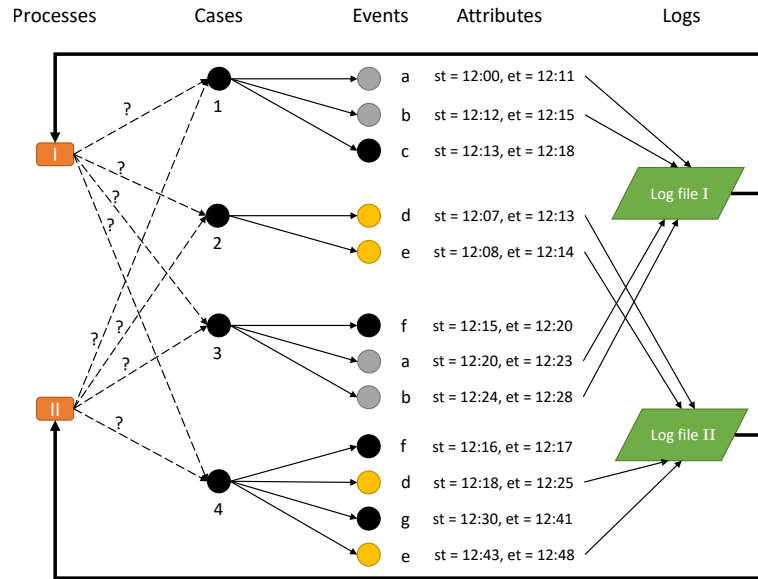 Processes Cases Events Attributes Logs
a st = 12:00, et = 12:11
?
1
b st = 12:12, et = 12:15
I
c st = 12:13, et = 12:18
?
Log file I
?
d st = 12:07, et = 12:13
?
2
e st = 12:08, et = 12:14
?
?
f st = 12:15, et = 12:20
3
?
a st = 12:20, et = 12:23
II
b st = 12:24, et = 12:28
?
f st = 12:16, et = 12:17
Log file II
d st = 12:18, et = 12:25
4
g st = 12:30, et = 12:41
e st = 12:43, et = 12:48